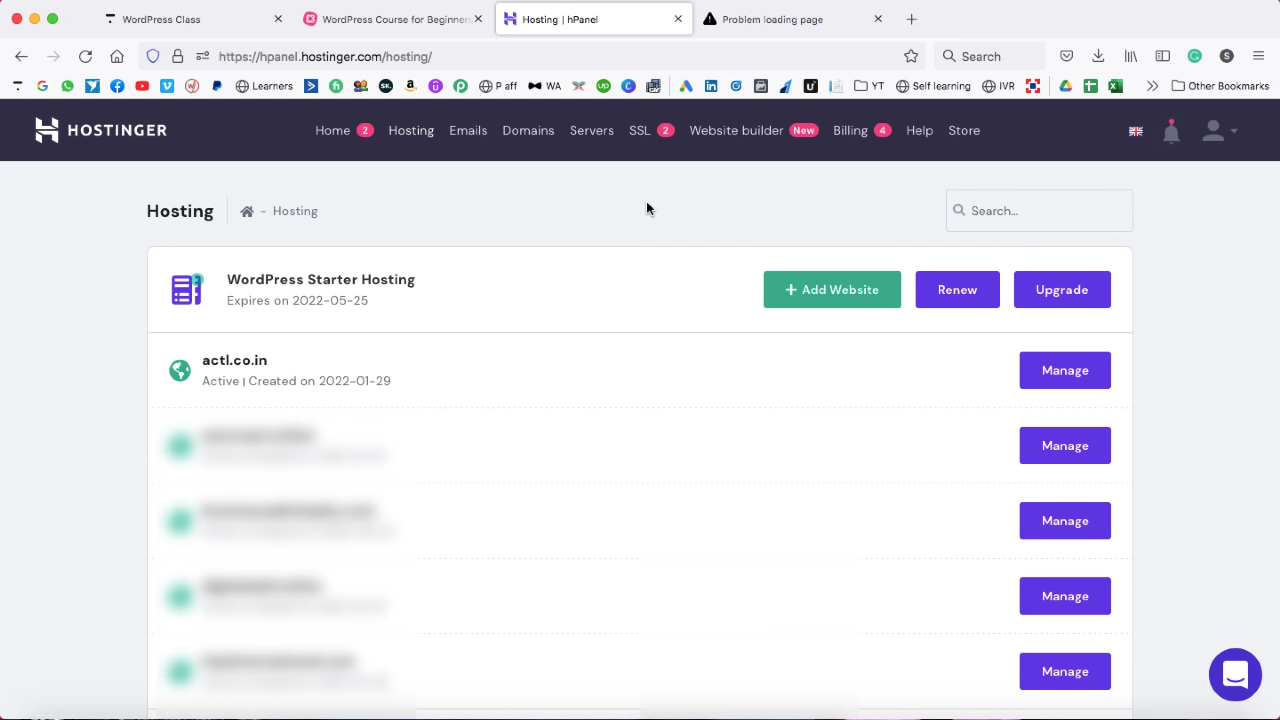 WordPress Class
WordPress Course for Beginners
Hosting | hPanel
Problem loading page
https://hpanel.hostinger.com/hosting/
Search
Learners
P aff
WA
YT
Self learning
IVR
Other Bookmarks
HOSTINGER
Home 2
Hosting
Emails
Domains
Servers
SSL 2
Website builder New
Billing 4
Help
Store
Hosting
- Hosting
Search...
WordPress Starter Hosting
Expires on 2022-05-25
+ Add Website
Renew
Upgrade
actl.co.in
Active | Created on 2022-01-29
Manage
Manage
Manage
Manage
Manage